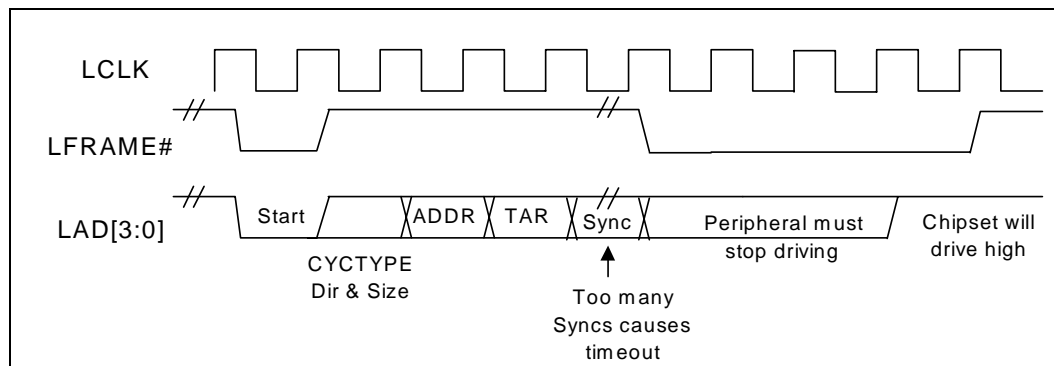 LCLK
LFRAME#
LAD[3:0]
Start
ADDR
TAR
Sync
Peripheral must
stop driving
Chipset will
drive high
CYCTYPE
Dir & Size
Too many
Syncs causes
timeout